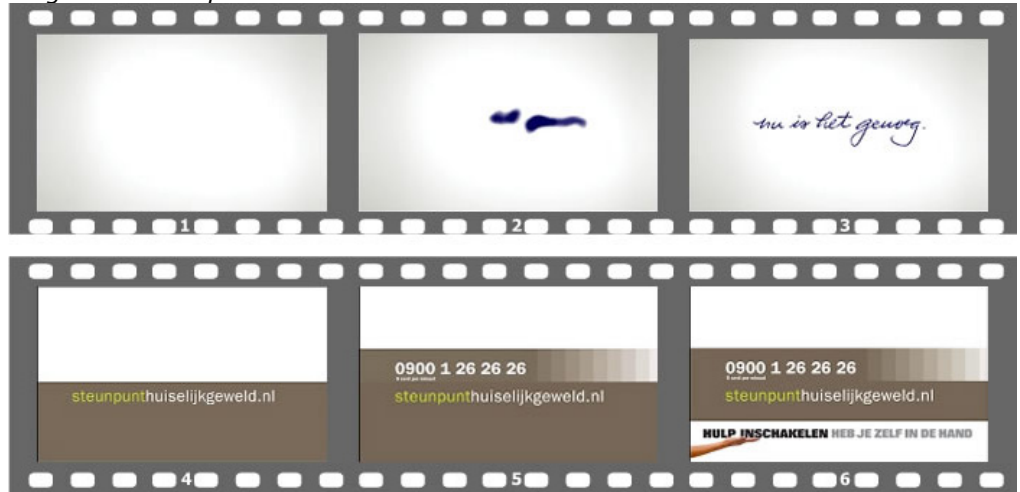 nu is het genoeg.
1
2
3
steunpunthuiselijkgeweld.nl
0900 1 26 26 26
steunpunthuiselijkgeweld.nl
0900 1 26 26 26
steunpunthuiselijkgeweld.nl
HULP INSCHAKELEN HEB JE ZELF IN DE HAND
4
5
6